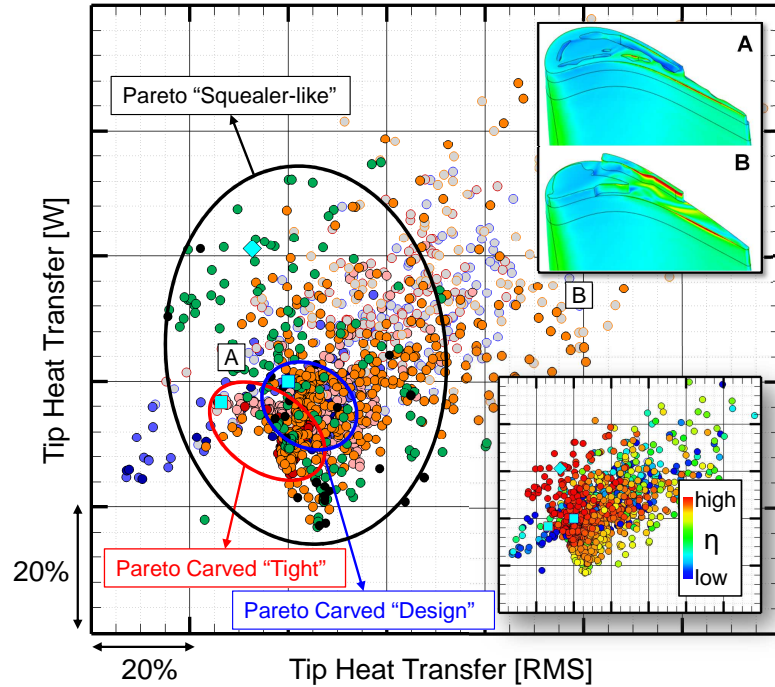 A
B
Pareto “Squealer-like”
Tip Heat Transfer [W]
A
B
high
η
low
Pareto Carved “Tight”
Pareto Carved “Design”
20%
20%
Tip Heat Transfer [RMS]